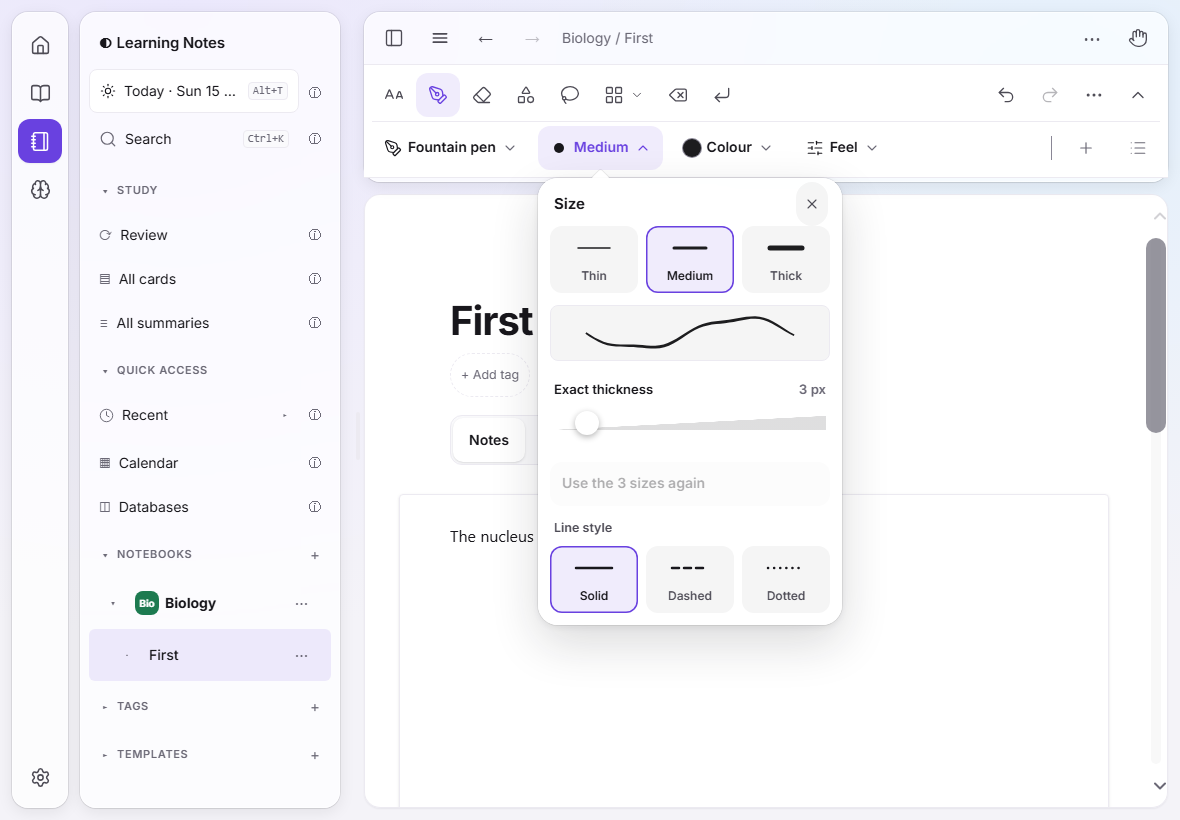 Learning Notes
Today · Sun 15 ... Alt+T
Search Ctrl+K
STUDY
Review
All cards
All summaries
QUICK ACCESS
Recent
Calendar
Databases
NOTEBOOKS
Bio Biology
First
TAGS
TEMPLATES
Biology / First
AA
Fountain pen Medium Colour Feel
Size
Thin Medium Thick
Exact thickness 3 px
Use the 3 sizes again
Line style
Solid Dashed Dotted
First
+ Add tag
Notes
The nucleus